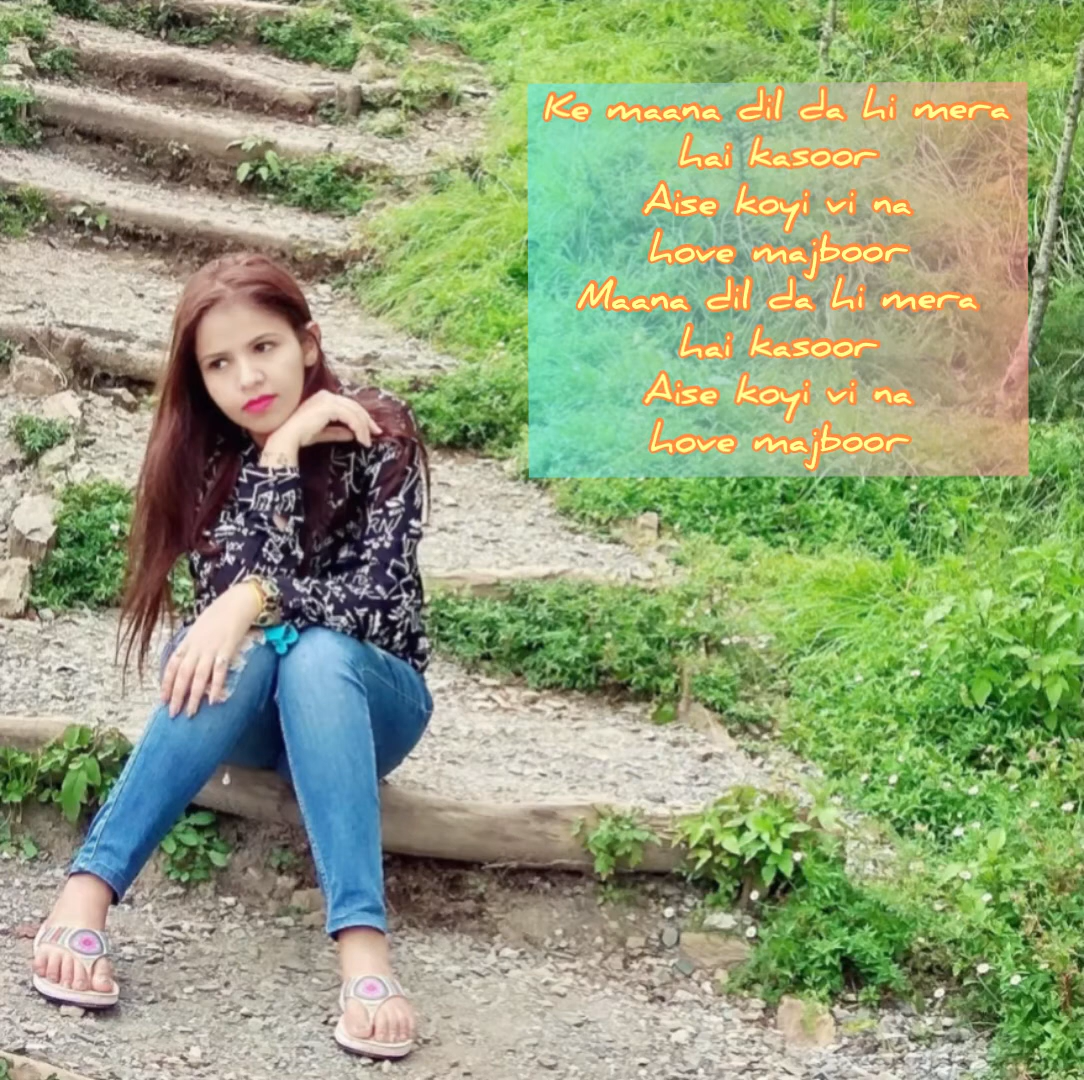 Ke maana dil da hi mera
hai kasoor
Aise koyi vi na
hove majboor
Maana dil da hi mera
hai kasoor
Aise koyi vi na
hove majboor